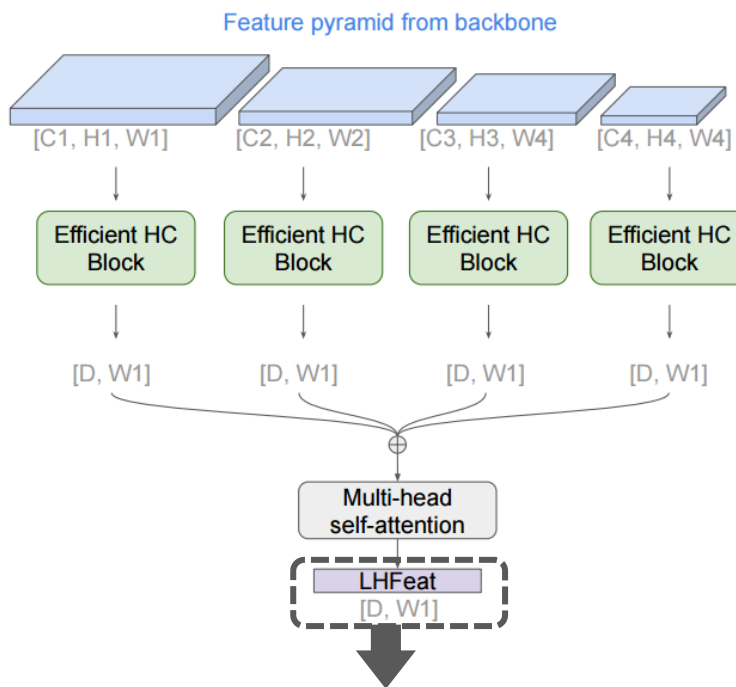 Feature pyramid from backbone
[C1, H1, W1]
[C2, H2, W2]
[C3, H3, W4]
[C4, H4, W4]
Efficient HC
Block
Efficient HC
Block
Efficient HC
Block
Efficient HC
Block
[D, W1]
[D, W1]
[D, W1]
[D, W1]
Multi-head
self-attention
LHFeat
[D, W1]